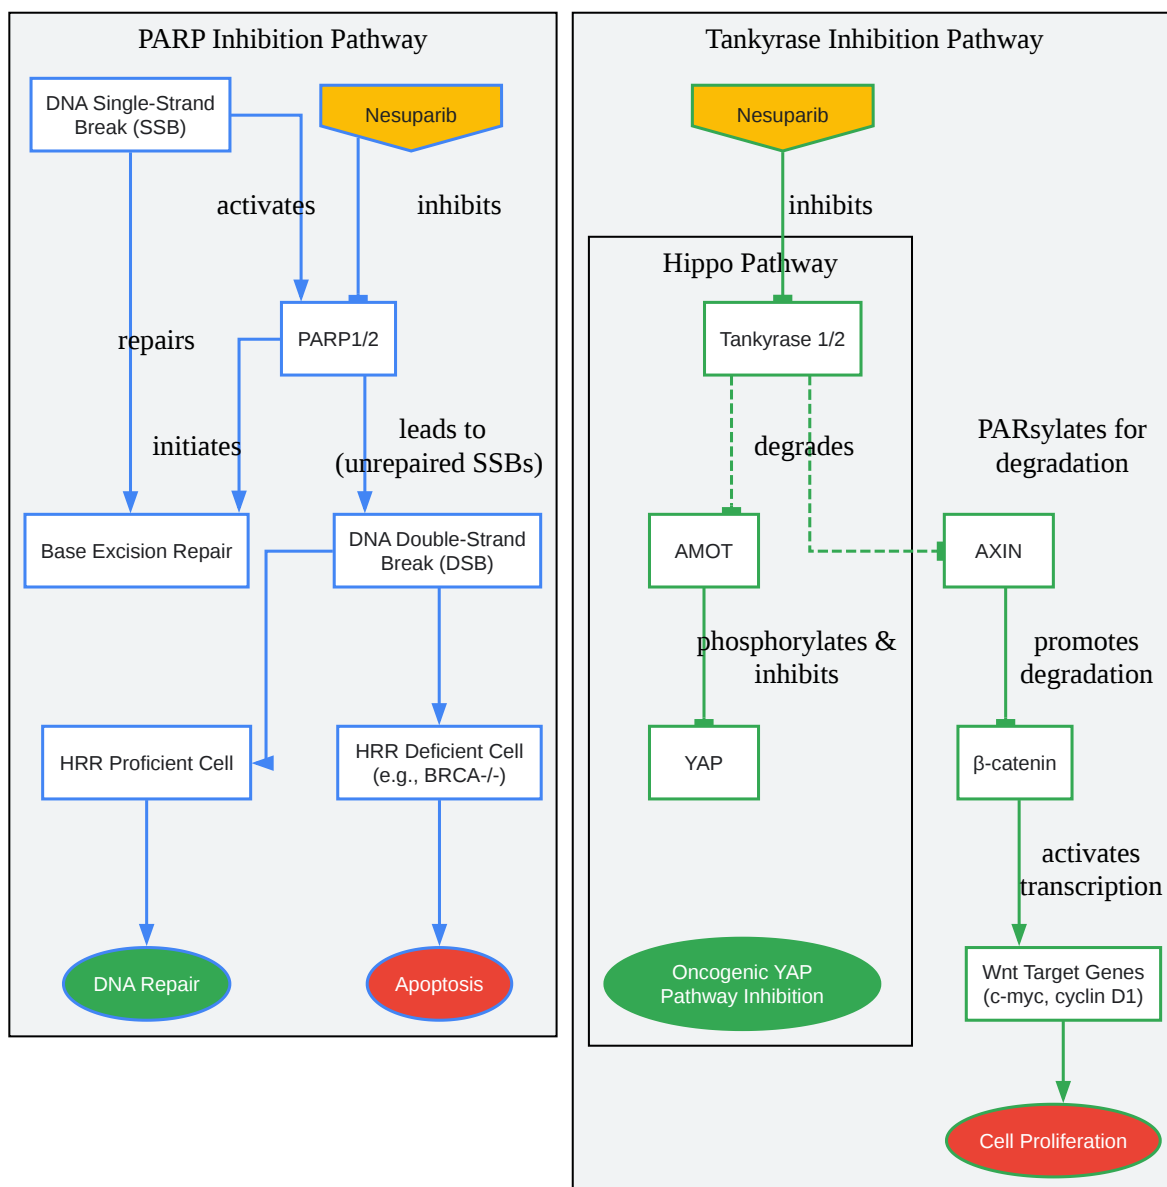 PARP Inhibition Pathway
DNA Single-Strand
Break (SSB)
Nesuparib
activates
inhibits
PARP1/2
repairs
initiates
leads to
(unrepaired SSBs)
Base Excision Repair
DNA Double-Strand
Break (DSB)
HRR Proficient Cell
HRR Deficient Cell
(e.g., BRCA-/-)
DNA Repair
Apoptosis
Tankyrase Inhibition Pathway
Nesuparib
inhibits
Hippo Pathway
Tankyrase 1/2
degrades
PARsylates for
degradation
AMOT
AXIN
phosphorylates &
inhibits
promotes
degradation
YAP
β-catenin
activates
transcription
Oncogenic YAP
Pathway Inhibition
Wnt Target Genes
(c-myc, cyclin D1)
Cell Proliferation